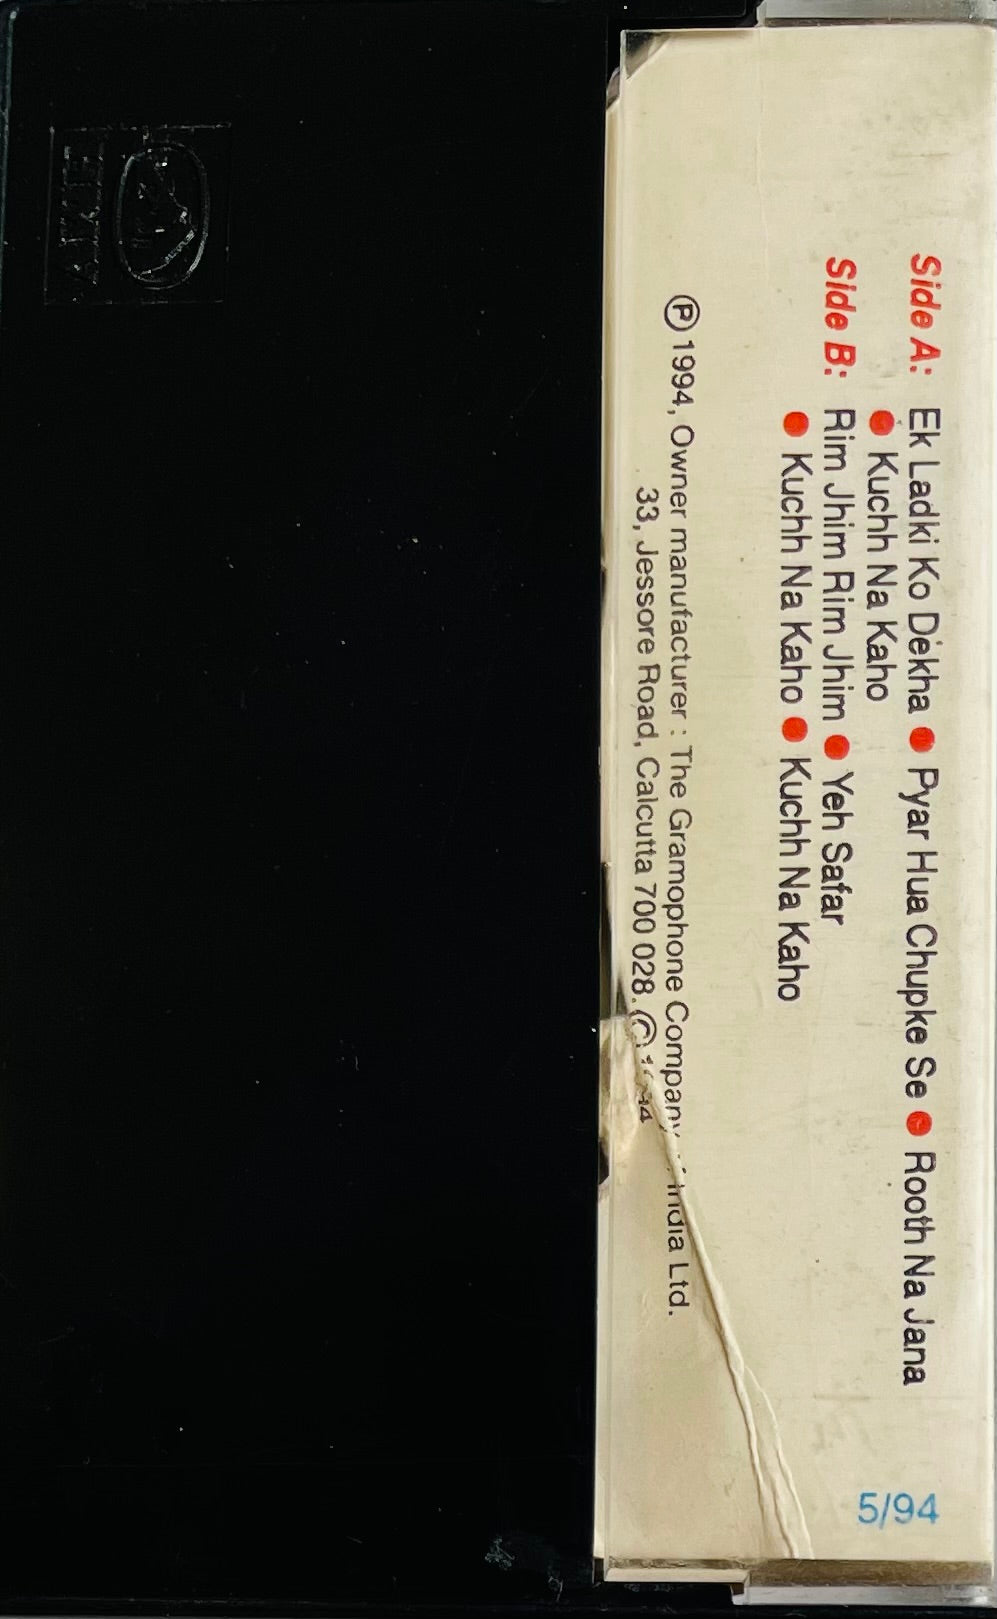 Side A: Ek Ladki Ko Dekha ● Pyar Hua Chupke Se ● Rooth Na Jana
● Kuchh Na Kaho
Side B: Rim Jhim Rim Jhim ● Yeh Safar
● Kuchh Na Kaho ● Kuchh Na Kaho
℗ 1994, Owner manufacturer : The Gramophone Company of India Ltd.
33, Jessore Road, Calcutta 700 028. © 1994
5/94